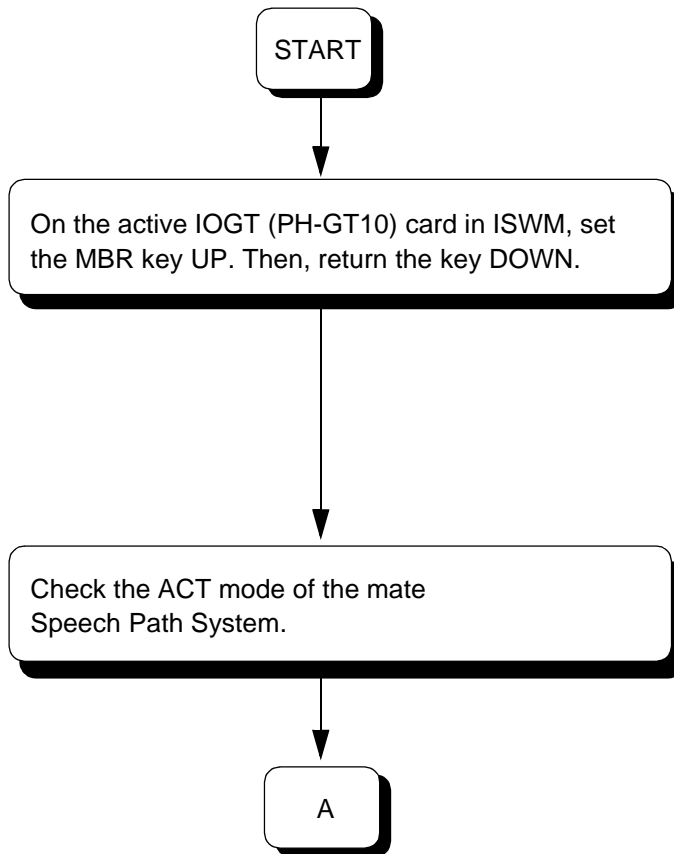 START
On the active IOGT (PH-GT10) card in ISWM, set
the MBR key UP. Then, return the key DOWN.
Check the ACT mode of the mate
Speech Path System.
A